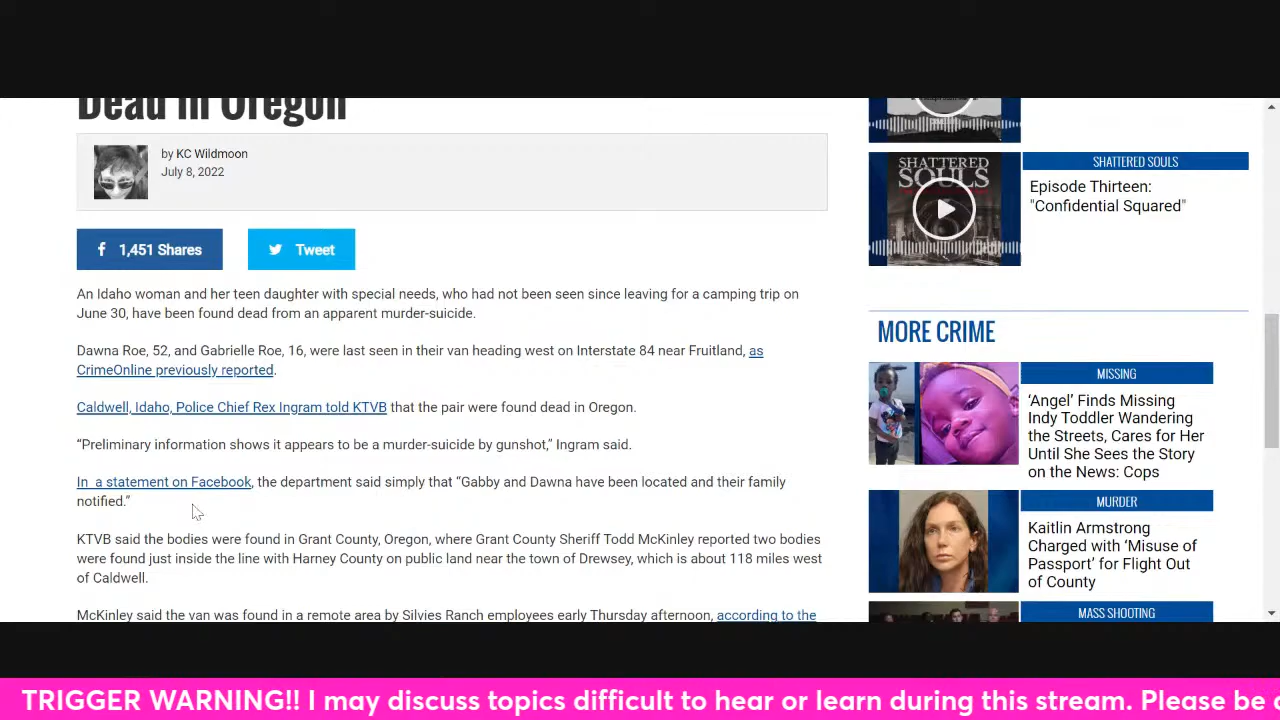 Dead in Oregon
by KC Wildmoon
July 8, 2022
1,451 Shares
Tweet
An Idaho woman and her teen daughter with special needs, who had not been seen since leaving for a camping trip on
June 30, have been found dead from an apparent murder-suicide.
Dawna Roe, 52, and Gabrielle Roe, 16, were last seen in their van heading west on Interstate 84 near Fruitland, as
CrimeOnline previously reported.
Caldwell, Idaho, Police Chief Rex Ingram told KTVB that the pair were found dead in Oregon.
“Preliminary information shows it appears to be a murder-suicide by gunshot,” Ingram said.
In  a statement on Facebook, the department said simply that “Gabby and Dawna have been located and their family
notified.”
KTVB said the bodies were found in Grant County, Oregon, where Grant County Sheriff Todd McKinley reported two bodies
were found just inside the line with Harney County on public land near the town of Drewsey, which is about 118 miles west
of Caldwell.
McKinley said the van was found in a remote area by Silvies Ranch employees early Thursday afternoon, according to the
SHATTERED
SOULS
SHATTERED SOULS
Episode Thirteen:
"Confidential Squared"
MORE CRIME
MISSING
‘Angel’ Finds Missing
Indy Toddler Wandering
the Streets, Cares for Her
Until She Sees the Story
on the News: Cops
MURDER
Kaitlin Armstrong
Charged with ‘Misuse of
Passport’ for Flight Out
of County
MASS SHOOTING
TRIGGER WARNING!! I may discuss topics difficult to hear or learn during this stream. Please be